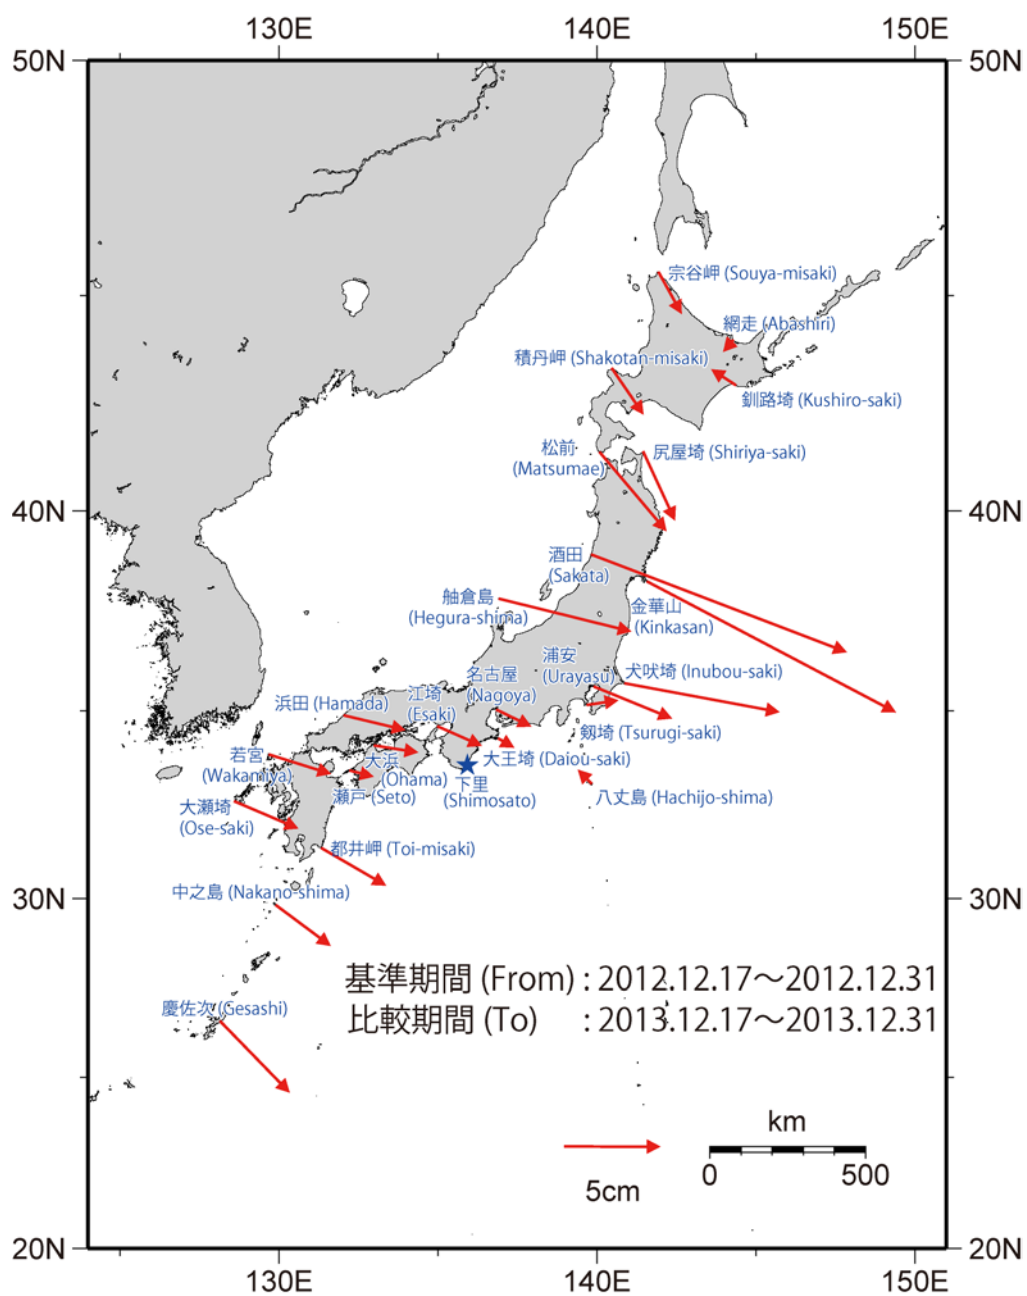 130E 140E 150E
50N 50N
宗谷岬 (Souya-misaki)
網走 (Abashiri)
積丹岬 (Shakotan-misaki)
釧路埼 (Kushiro-saki)
松前
(Matsumae)
尻屋埼 (Shiriya-saki)
40N 40N
酒田
(Sakata)
舳倉島
(Hegura-shima)
金華山
(Kinkasan)
浦安
(Urayasu)
犬吠埼 (Inubou-saki)
名古屋
(Nagoya)
江埼
(Esaki)
浜田 (Hamada)
剱埼 (Tsurugi-saki)
若宮
(Wakamiya)
大浜
(Ohama)
大王埼 (Daiou-saki)
瀬戸 (Seto)
下里
(Shimosato)
八丈島 (Hachijo-shima)
大瀬埼
(Ose-saki)
都井岬 (Toi-misaki)
中之島 (Nakano-shima)
30N 30N
基準期間 (From) : 2012.12.17～2012.12.31
比較期間 (To) : 2013.12.17～2013.12.31
慶佐次 (Gesashi)
km
0 500
5cm
20N 20N
130E 140E 150E